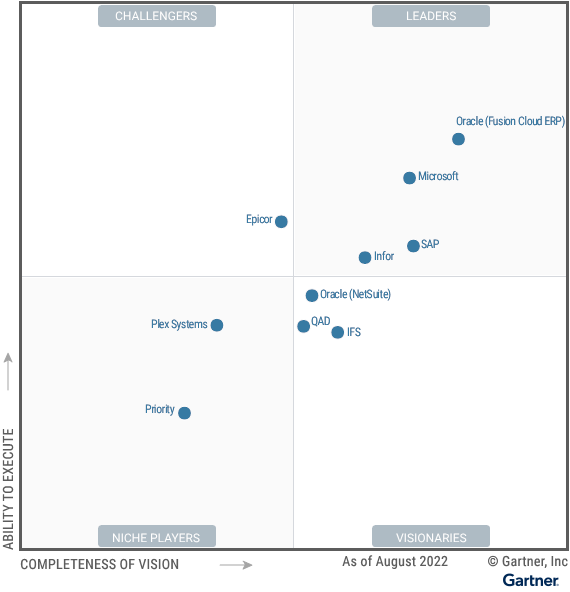 CHALLENGERS
LEADERS
Oracle (Fusion Cloud ERP)
Microsoft
Epicor
SAP
Infor
Oracle (NetSuite)
QAD
Plex Systems
IFS
Priority
ABILITY TO EXECUTE
NICHE PLAYERS
VISIONARIES
COMPLETENESS OF VISION
As of August 2022
© Gartner, Inc
Gartner